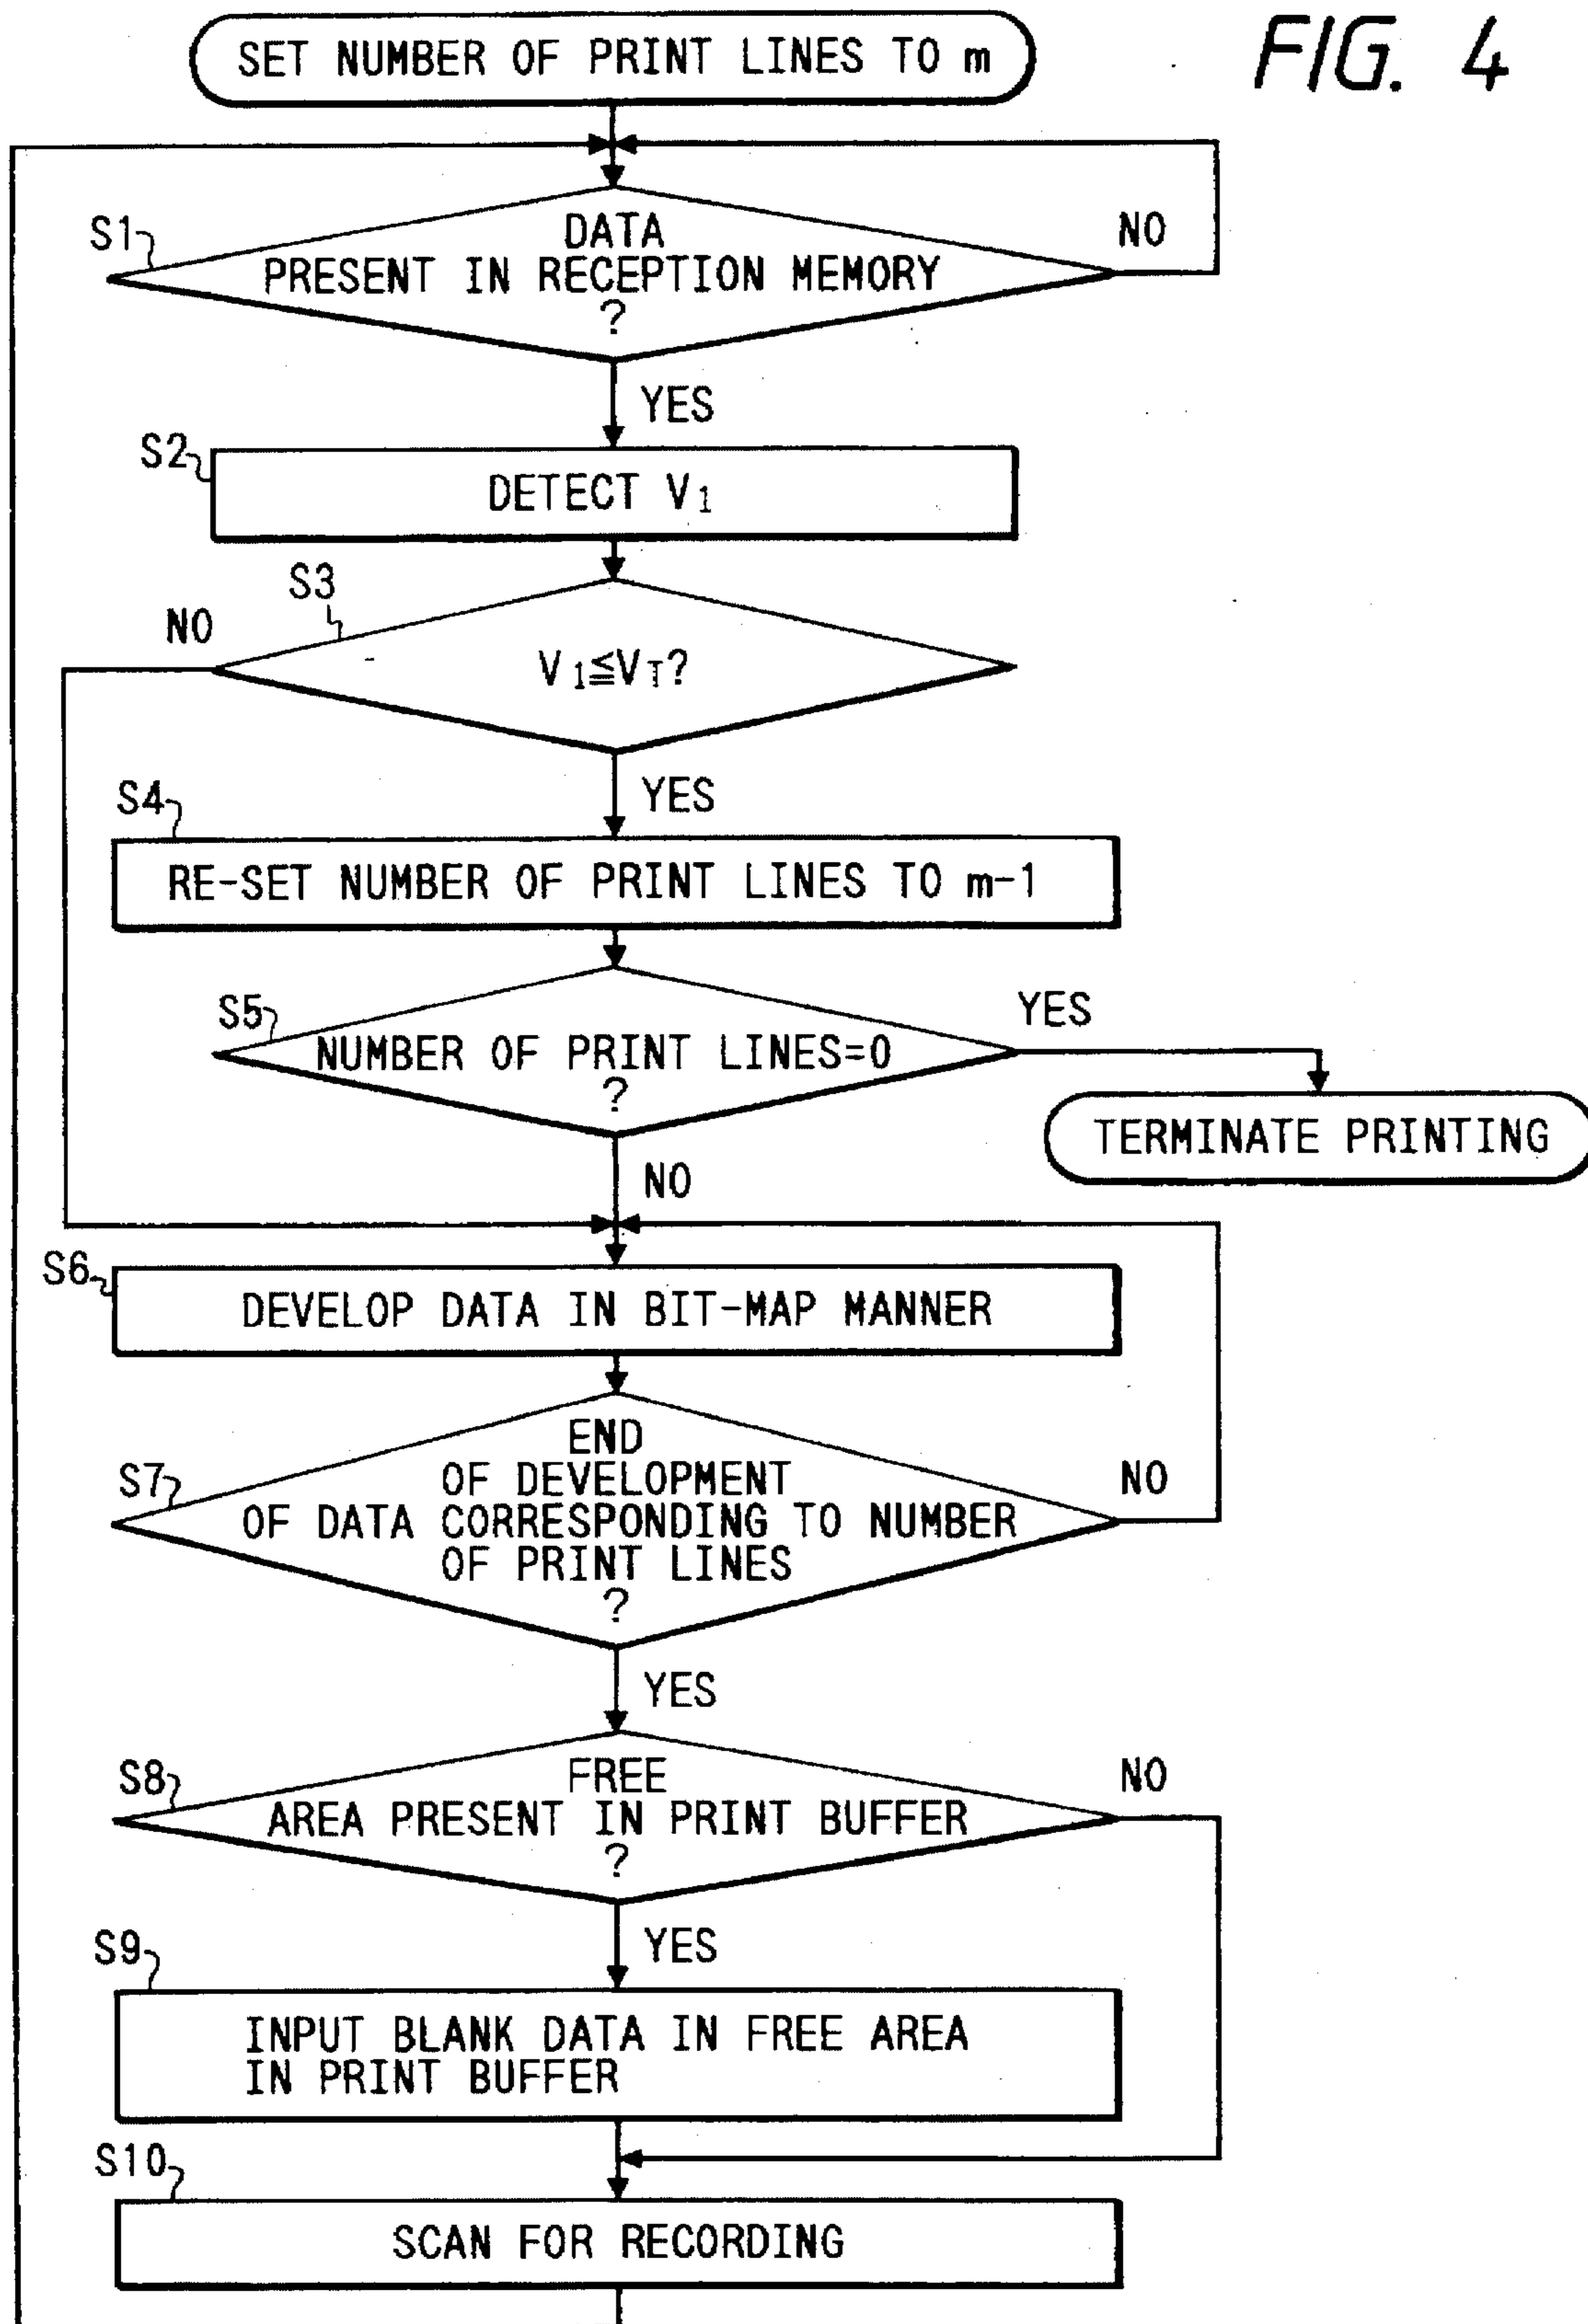 FIG. 4
SET NUMBER OF PRINT LINES TO m
S1
DATA
PRESENT IN RECEPTION MEMORY
?
NO
YES
S2
DETECT V1
S3
NO
V1≦VT?
YES
S4
RE-SET NUMBER OF PRINT LINES TO m-1
S5
NUMBER OF PRINT LINES=0
?
YES
TERMINATE PRINTING
NO
S6
DEVELOP DATA IN BIT-MAP MANNER
S7
END
OF DEVELOPMENT
OF DATA CORRESPONDING TO NUMBER
OF PRINT LINES
?
NO
YES
S8
FREE
AREA PRESENT IN PRINT BUFFER
?
NO
YES
S9
INPUT BLANK DATA IN FREE AREA
IN PRINT BUFFER
S10
SCAN FOR RECORDING